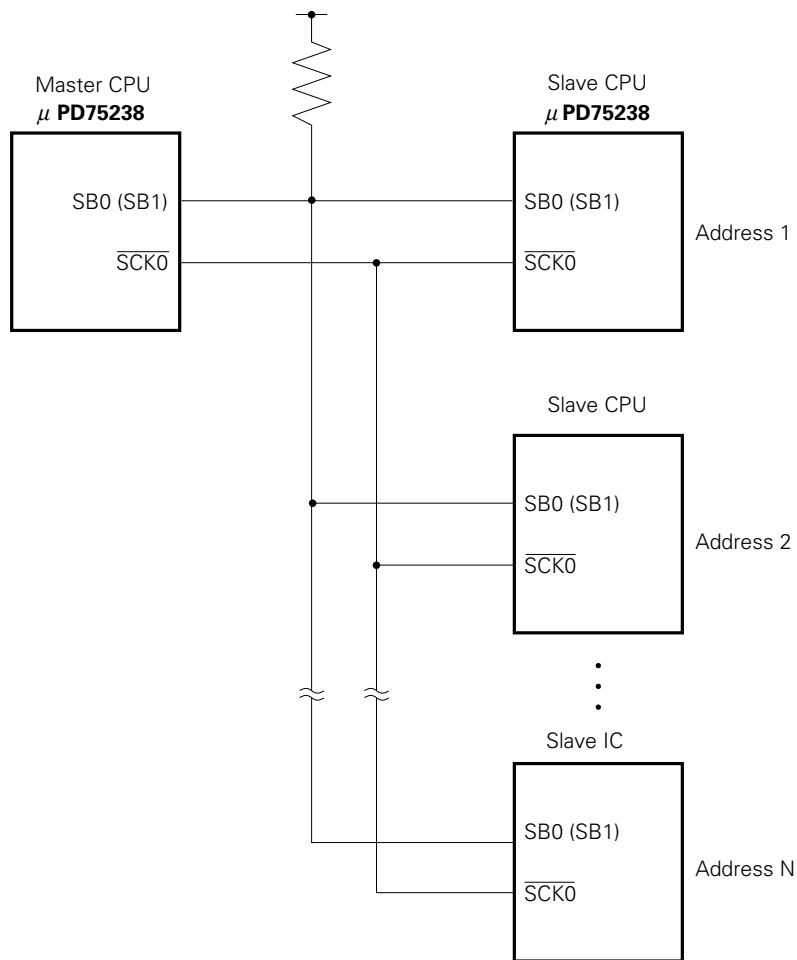 Master CPU
μ PD75238
SB0 (SB1)
SCK0
Slave CPU
μ PD75238
SB0 (SB1)
SCK0
Address 1
Slave CPU
SB0 (SB1)
SCK0
Address 2
Slave IC
SB0 (SB1)
SCK0
Address N